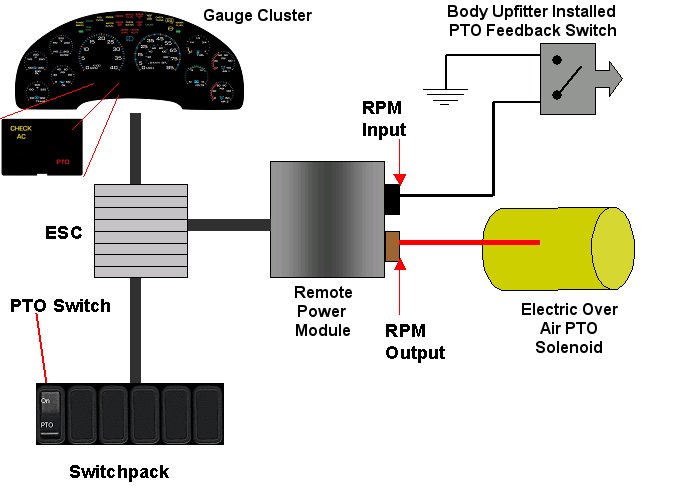 Gauge Cluster
Body Upfitter Installed
PTO Feedback Switch
CHECK
AC
PTO
RPM
Input
ESC
Remote
Power
Module
RPM
Output
Electric Over
Air PTO
Solenoid
PTO Switch
On
PTO
Switchpack